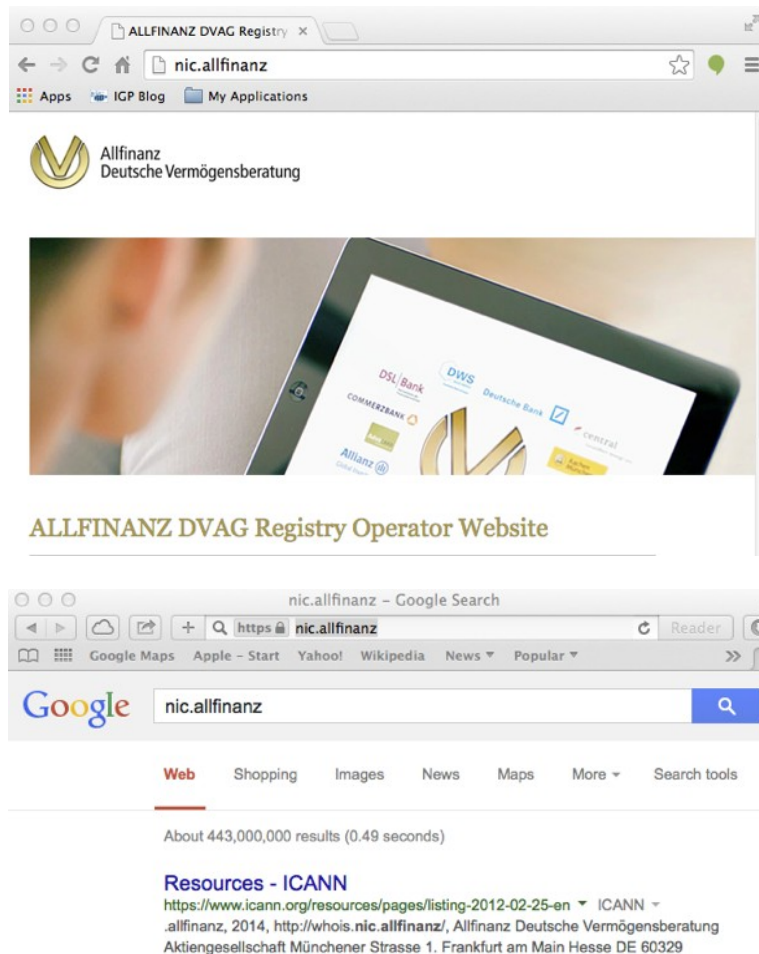 ALLFINANZ DVAG Registry
nic.allfinanz
Apps IGP Blog My Applications
Allfinanz
Deutsche Vermögensberatung
DSL Bank
DWS
Deutsche Bank
COMMERZBANK
central
Allianz
Aachen
Münchener
ALLFINANZ DVAG Registry Operator Website
nic.allfinanz – Google Search
https nic.allfinanz Reader
Google Maps Apple – Start Yahoo! Wikipedia News Popular
Google nic.allfinanz
Web Shopping Images News Maps More Search tools
About 443,000,000 results (0.49 seconds)
Resources - ICANN
https://www.icann.org/resources/pages/listing-2012-02-25-en ICANN
.allfinanz, 2014, http://whois.nic.allfinanz/, Allfinanz Deutsche Vermögensberatung
Aktiengesellschaft Münchener Strasse 1. Frankfurt am Main Hesse DE 60329